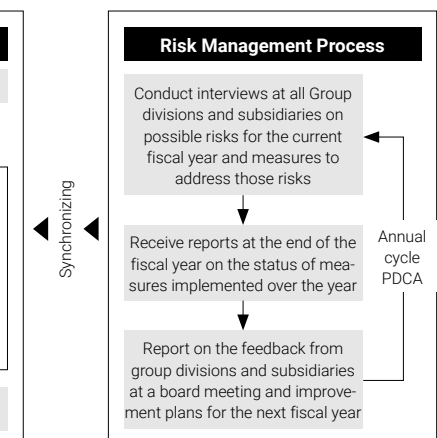 Risk Management Process
Conduct interviews at all Group
divisions and subsidiaries on
possible risks for the current
fiscal year and measures to
address those risks
Synchronizing
Receive reports at the end of the
fiscal year on the status of mea-
sures implemented over the year
Annual
cycle
PDCA
Report on the feedback from
group divisions and subsidiaries
at a board meeting and improve-
ment plans for the next fiscal year